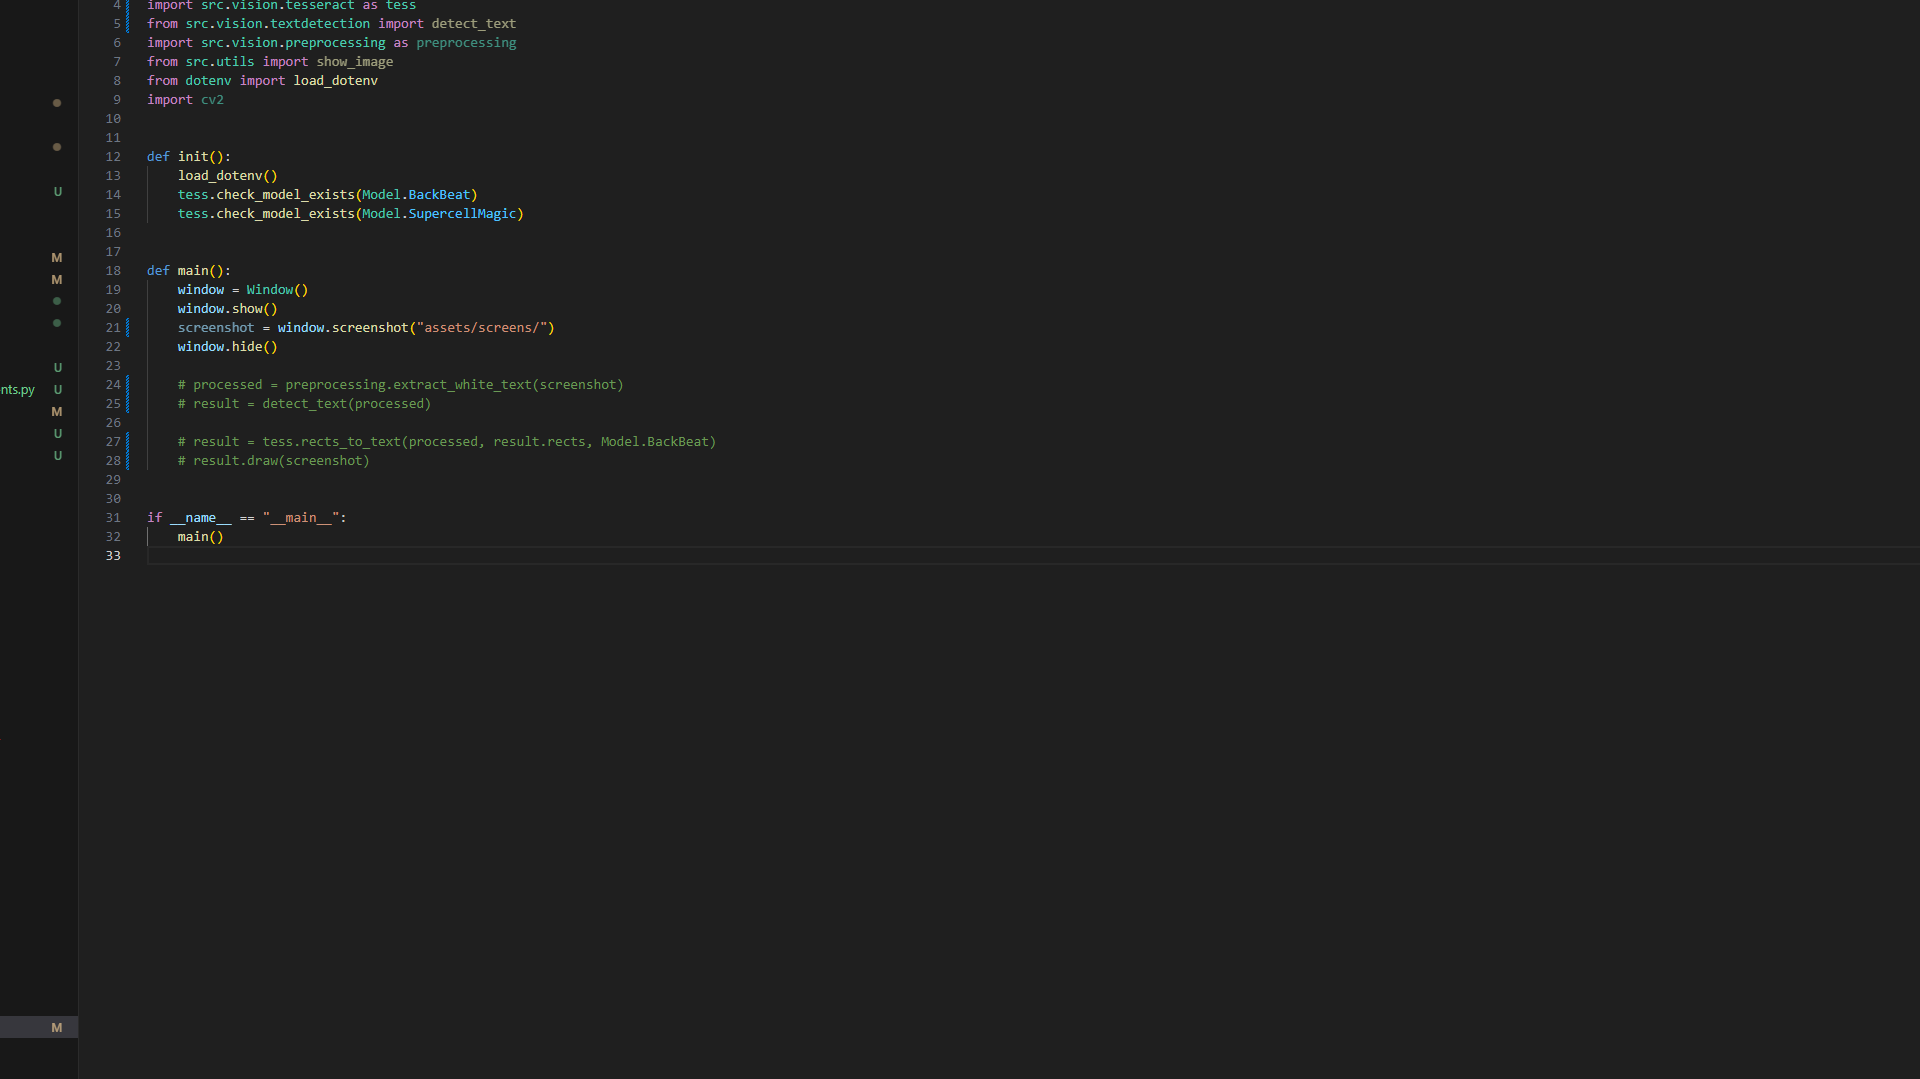 4 import src.vision.tesseract as tess
5 from src.vision.textdetection import detect_text
6 import src.vision.preprocessing as preprocessing
7 from src.utils import show_image
8 from dotenv import load_dotenv
9 import cv2
10
11
12 def init():
U 13     load_dotenv()
14     tess.check_model_exists(Model.BackBeat)
15     tess.check_model_exists(Model.SupercellMagic)
16
M 17
M 18 def main():
19     window = Window()
20     window.show()
21     screenshot = window.screenshot("assets/screens/")
22     window.hide()
U 23
nts.py U 24     # processed = preprocessing.extract_white_text(screenshot)
M 25     # result = detect_text(processed)
U 26
27     # result = tess.rects_to_text(processed, result.rects, Model.BackBeat)
U 28     # result.draw(screenshot)
29
30
31 if __name__ == "__main__":
32     main()
33
M